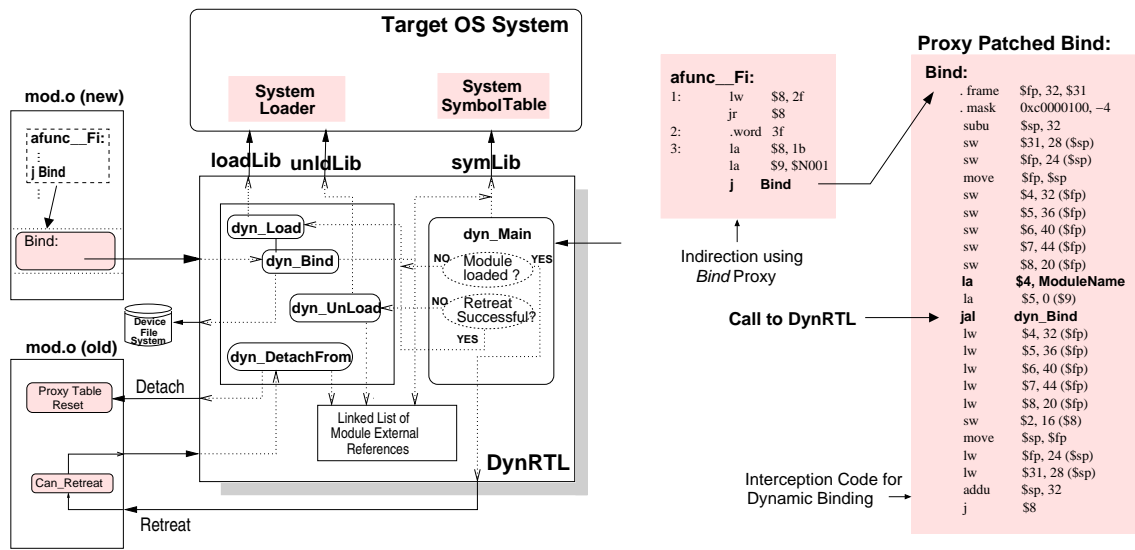 Target OS System
System
Loader
System
SymbolTable
mod.o (new)
afunc__Fi:
:
j Bind
:
Bind:
loadLib
unldLib
symLib
dyn_Load
dyn_Bind
dyn_UnLoad
dyn_DetachFrom
dyn_Main
NO
Module
loaded ?
YES
NO
Retreat
Successful?
YES
Device
File
System
mod.o (old)
Proxy Table
Reset
Detach
Can_Retreat
Retreat
Linked List of
Module External
References
DynRTL
afunc__Fi:
1: lw $8, 2f
jr $8
2: .word 3f
3: la $8, 1b
la $9, $N001
j Bind
Indirection using
Bind Proxy
Call to DynRTL
Interception Code for
Dynamic Binding
Proxy Patched Bind:
Bind:
. frame $fp, 32, $31
. mask 0xc0000100, −4
subu $sp, 32
sw $31, 28 ($sp)
sw $fp, 24 ($sp)
move $fp, $sp
sw $4, 32 ($fp)
sw $5, 36 ($fp)
sw $6, 40 ($fp)
sw $7, 44 ($fp)
sw $8, 20 ($fp)
la $4, ModuleName
la $5, 0 ($9)
jal dyn_Bind
lw $4, 32 ($fp)
lw $5, 36 ($fp)
lw $6, 40 ($fp)
lw $7, 44 ($fp)
lw $8, 20 ($fp)
sw $2, 16 ($8)
move $sp, $fp
lw $fp, 24 ($sp)
lw $31, 28 ($sp)
addu $sp, 32
j $8